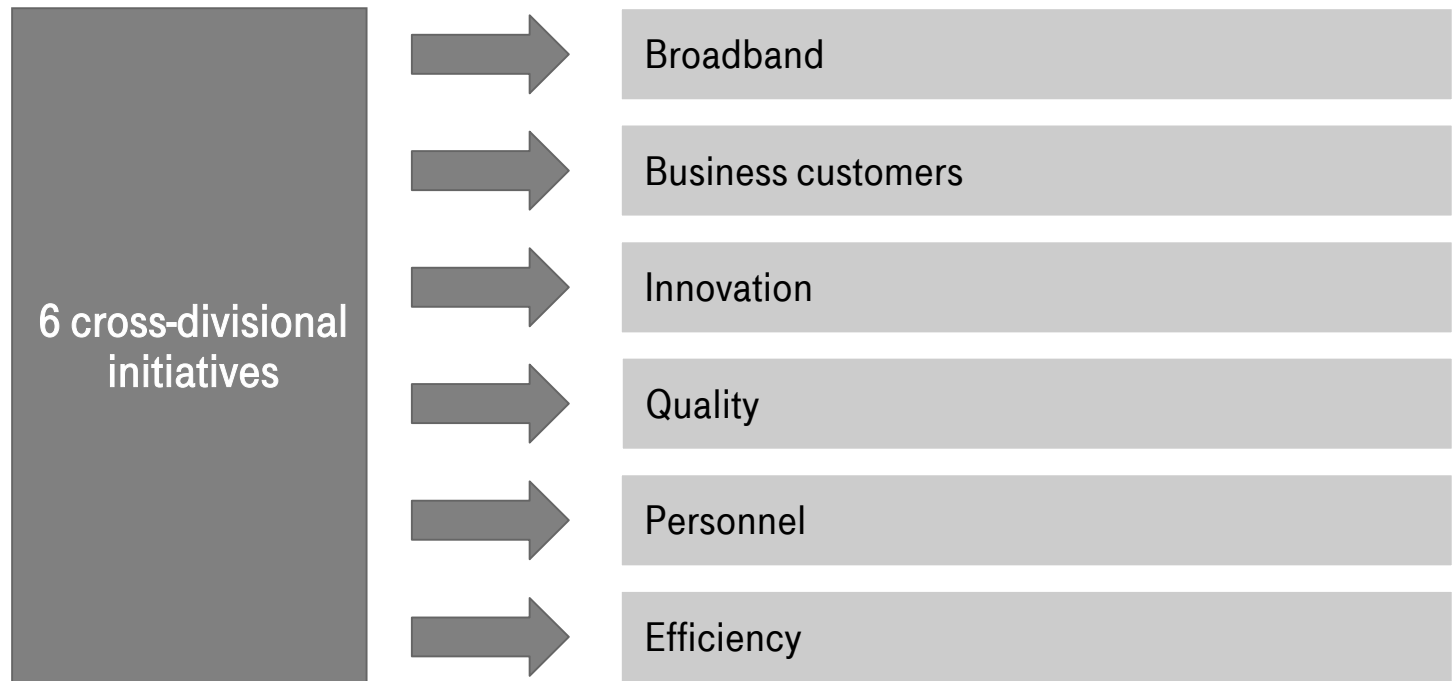 6 cross-divisional
initiatives
Broadband
Business customers
Innovation
Quality
Personnel
Efficiency